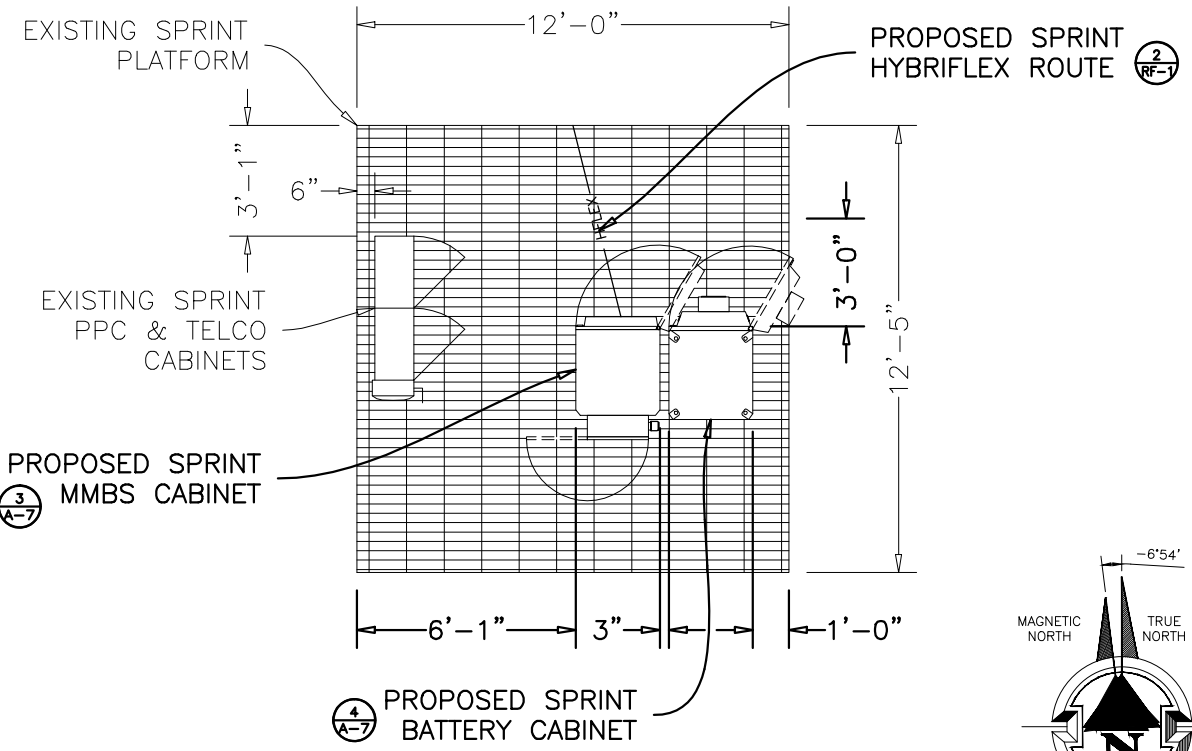 12'-0"
EXISTING SPRINT
PLATFORM
PROPOSED SPRINT
HYBRIFLEX ROUTE
2
RF-1
3'-1"
6"
FLEX
3'-0"
12'-5"
EXISTING SPRINT
PPC & TELCO
CABINETS
PROPOSED SPRINT
MMBS CABINET
3
A-7
6'-1"
3"
1'-0"
PROPOSED SPRINT
BATTERY CABINET
4
A-7
-6°54'
MAGNETIC
NORTH
TRUE
NORTH
N